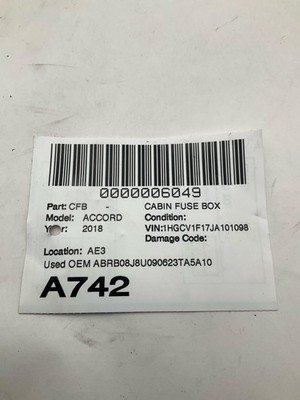 0000006049
Part: CFB - CABIN FUSE BOX
Model: ACCORD Condition:
Year: 2018 VIN:1HGCV1F17JA101098
Damage Code:
Location: AE3
Used OEM ABRB08J8U090623TA5A10
A742